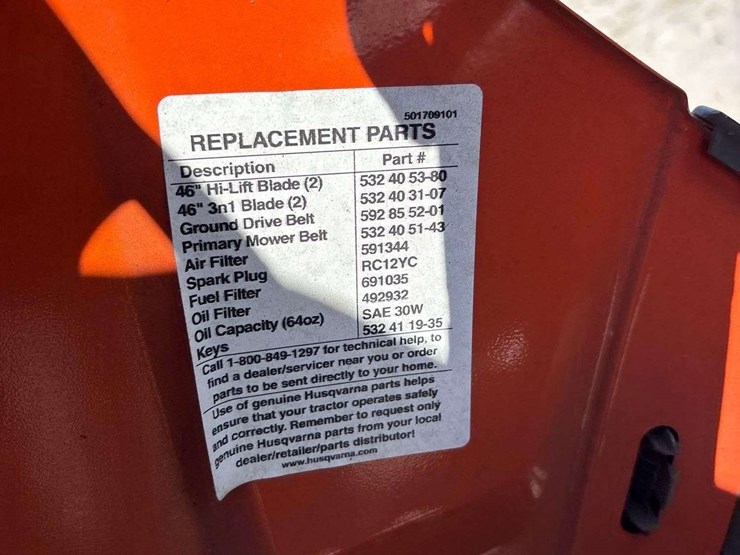 501709101
REPLACEMENT PARTS
Description Part #
46" Hi-Lift Blade (2) 532 40 53-80
46" 3n1 Blade (2) 532 40 31-07
Ground Drive Belt 592 85 52-01
Primary Mower Belt 532 40 51-43
Air Filter 591344
Spark Plug RC12YC
Fuel Filter 691035
Oil Filter 492932
Oil Capacity (64oz) SAE 30W
Keys 532 41 19-35
Call 1-800-849-1297 for technical help, to
find a dealer/servicer near you or order
parts to be sent directly to your home.
Use of genuine Husqvarna parts helps
ensure that your tractor operates safely
and correctly. Remember to request only
genuine Husqvarna parts from your local
dealer/retailer/parts distributor!
www.husqvarna.com